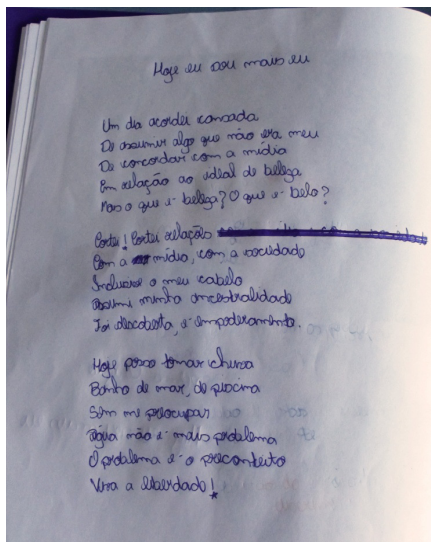 Hoje eu sou mais eu
Um dia acordei cansada
De assumir algo que não era meu
De concordar com a mídia
Em relação ao ideal de beleza
Mas o que é beleza? O que é belo?
Cortei! Cortei relações
Com a mídia, com a sociedade
Inclusive o meu cabelo
Assumi minha ancestralidade
Foi descoberta, é empoderamento.
Hoje posso tomar chuva
Banho de mar, de piscina
Sem me preocupar
Água não é mais problema
O problema é o preconceito
Viva a liberdade!